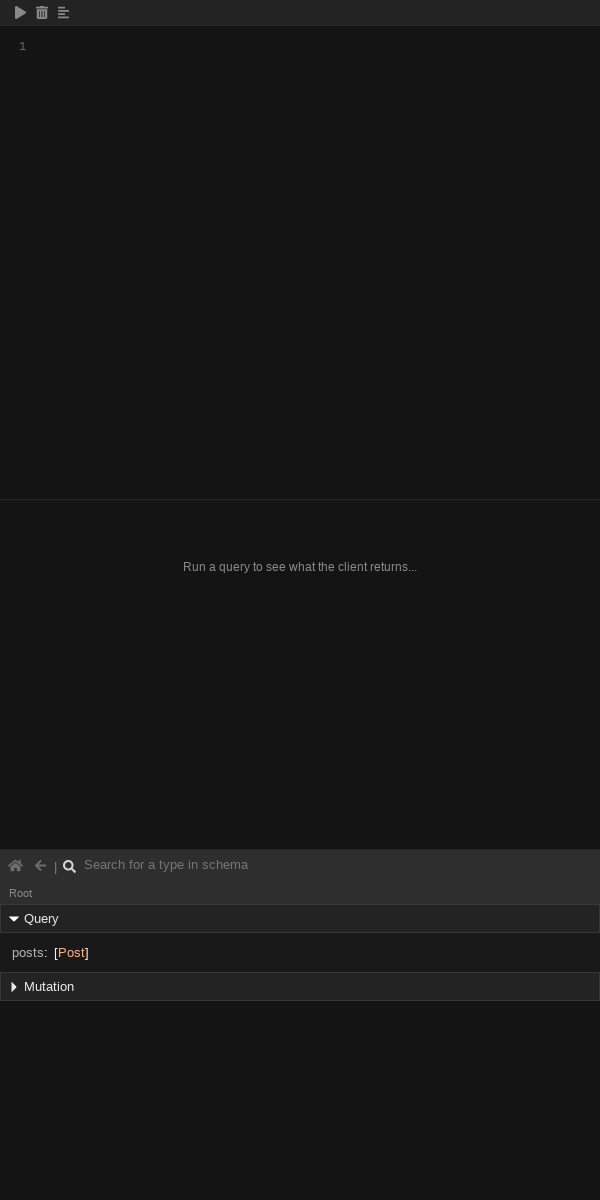 1
Run a query to see what the client returns...
| Search for a type in schema
Root
Query
posts: [Post]
Mutation